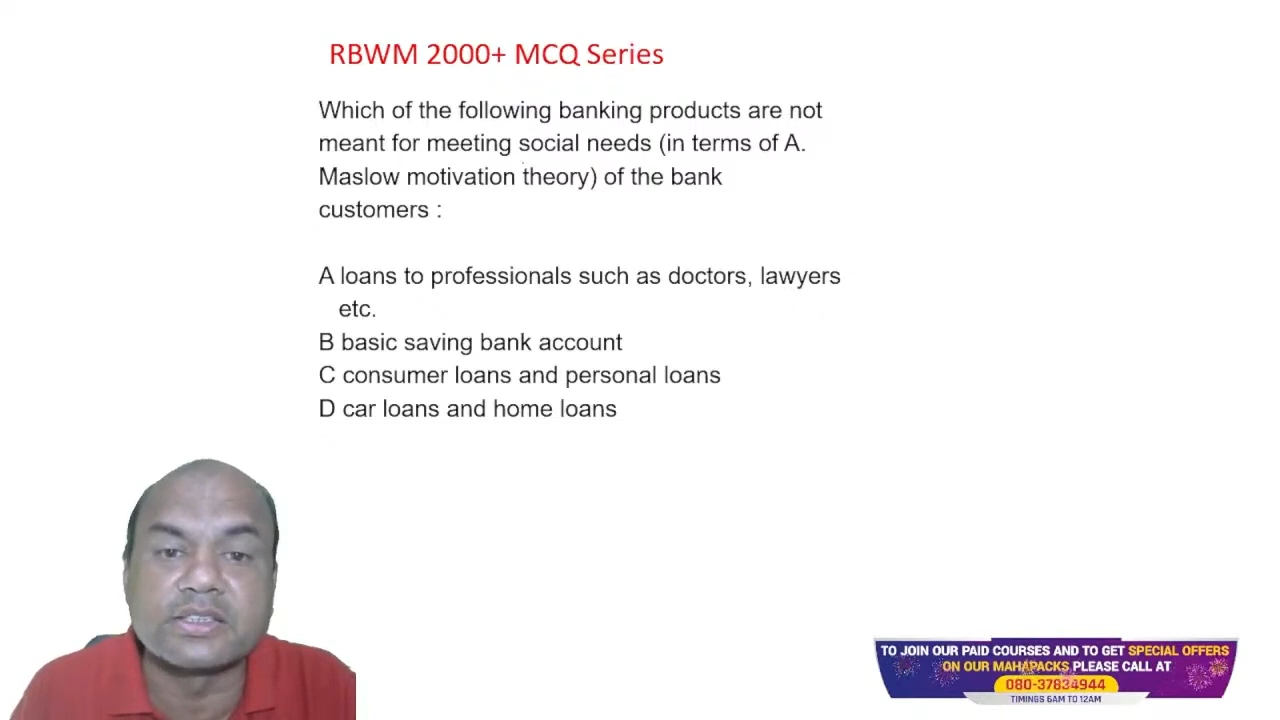 RBWM 2000+ MCQ Series
Which of the following banking products are not
meant for meeting social needs (in terms of A.
Maslow motivation theory) of the bank
customers :
A loans to professionals such as doctors, lawyers
etc.
B basic saving bank account
C consumer loans and personal loans
D car loans and home loans
TO JOIN OUR PAID COURSES AND TO GET SPECIAL OFFERS
ON OUR MAHAPACKS PLEASE CALL AT
080-37834944
TIMINGS 6AM TO 12AM